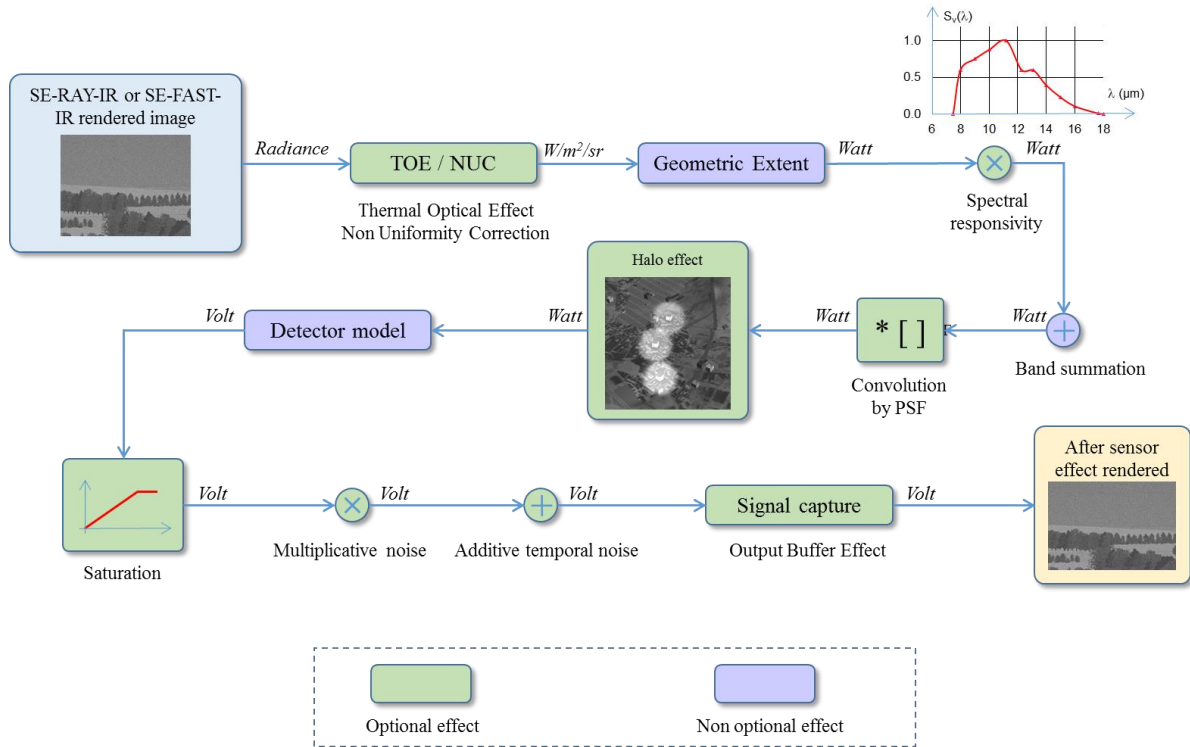 Sᵥ(λ)
1.0
0.5
0.0
λ (µm)
6 8 10 12 14 16 18
SE-RAY-IR or SE-FAST-
IR rendered image
Radiance
TOE / NUC
Thermal Optical Effect
Non Uniformity Correction
W/m²/sr
Geometric Extent
Watt
Watt
Spectral
responsivity
Watt
Band summation
* [ ]
Convolution
by PSF
Watt
Halo effect
Watt
Detector model
Volt
Saturation
Volt
Multiplicative noise
Volt
Additive temporal noise
Volt
Signal capture
Output Buffer Effect
Volt
After sensor
effect rendered
Optional effect
Non optional effect